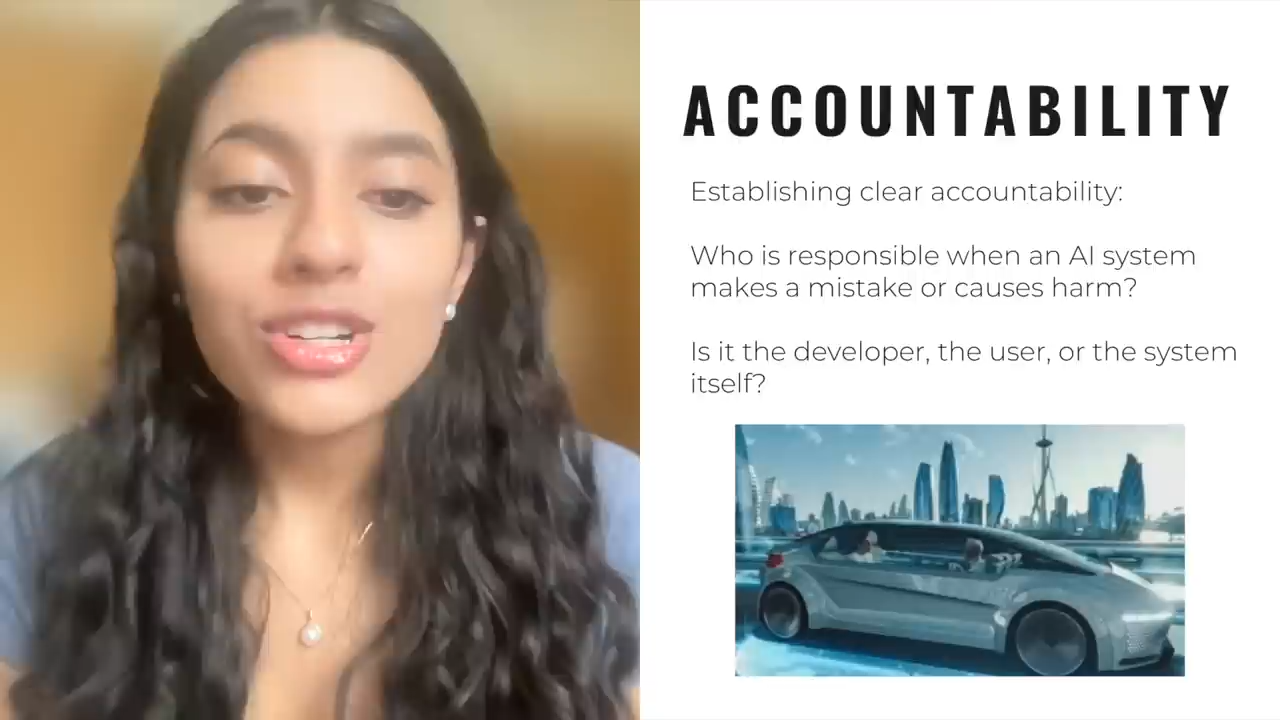 ACCOUNTABILITY
Establishing clear accountability:
Who is responsible when an AI system
makes a mistake or causes harm?
Is it the developer, the user, or the system
itself?